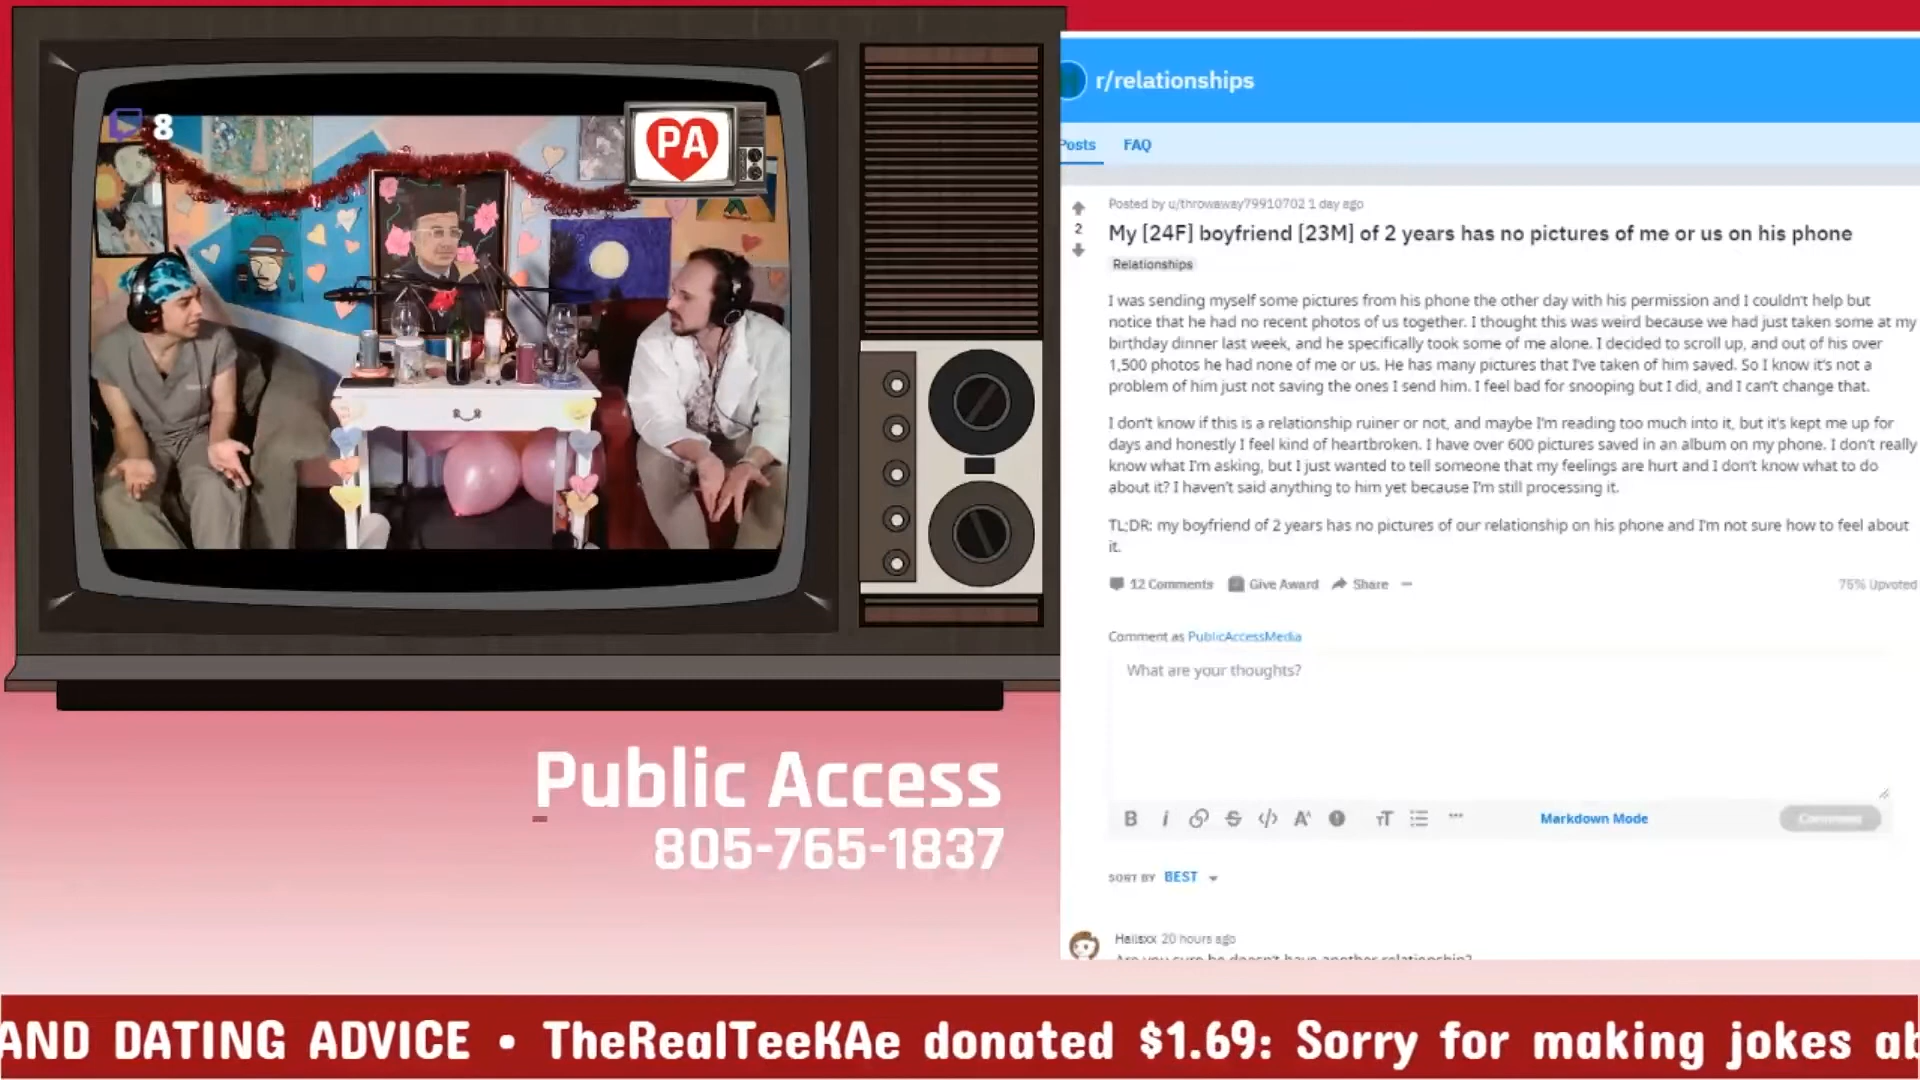 8
PA
r/relationships
Posts
FAQ
Posted by u/throwaway79910702 1 day ago
2
My [24F] boyfriend [23M] of 2 years has no pictures of me or us on his phone
Relationships
I was sending myself some pictures from his phone the other day with his permission and I couldn't help but
notice that he had no recent photos of us together. I thought this was weird because we had just taken some at my
birthday dinner last week, and he specifically took some of me alone. I decided to scroll up, and out of his over
1,500 photos he had none of me or us. He has many pictures that I've taken of him saved. So I know it's not a
problem of him just not saving the ones I send him. I feel bad for snooping but I did, and I can't change that.
I don't know if this is a relationship ruiner or not, and maybe I'm reading too much into it, but it's kept me up for
days and honestly I feel kind of heartbroken. I have over 600 pictures saved in an album on my phone. I don't really
know what I'm asking, but I just wanted to tell someone that my feelings are hurt and I don't know what to do
about it? I haven't said anything to him yet because I'm still processing it.
TL;DR: my boyfriend of 2 years has no pictures of our relationship on his phone and I'm not sure how to feel about
it.
12 Comments Give Award Share
75% Upvoted
Comment as PublicAccessMedia
What are your thoughts?
B i S </> A^ TT ... Markdown Mode
Comment
SORT BY BEST
20 hours ago
Are you sure he doesn't have another relationship?
Public Access
805-765-1837
AND DATING ADVICE • TheRealTeeKAe donated $1.69: Sorry for making jokes ab